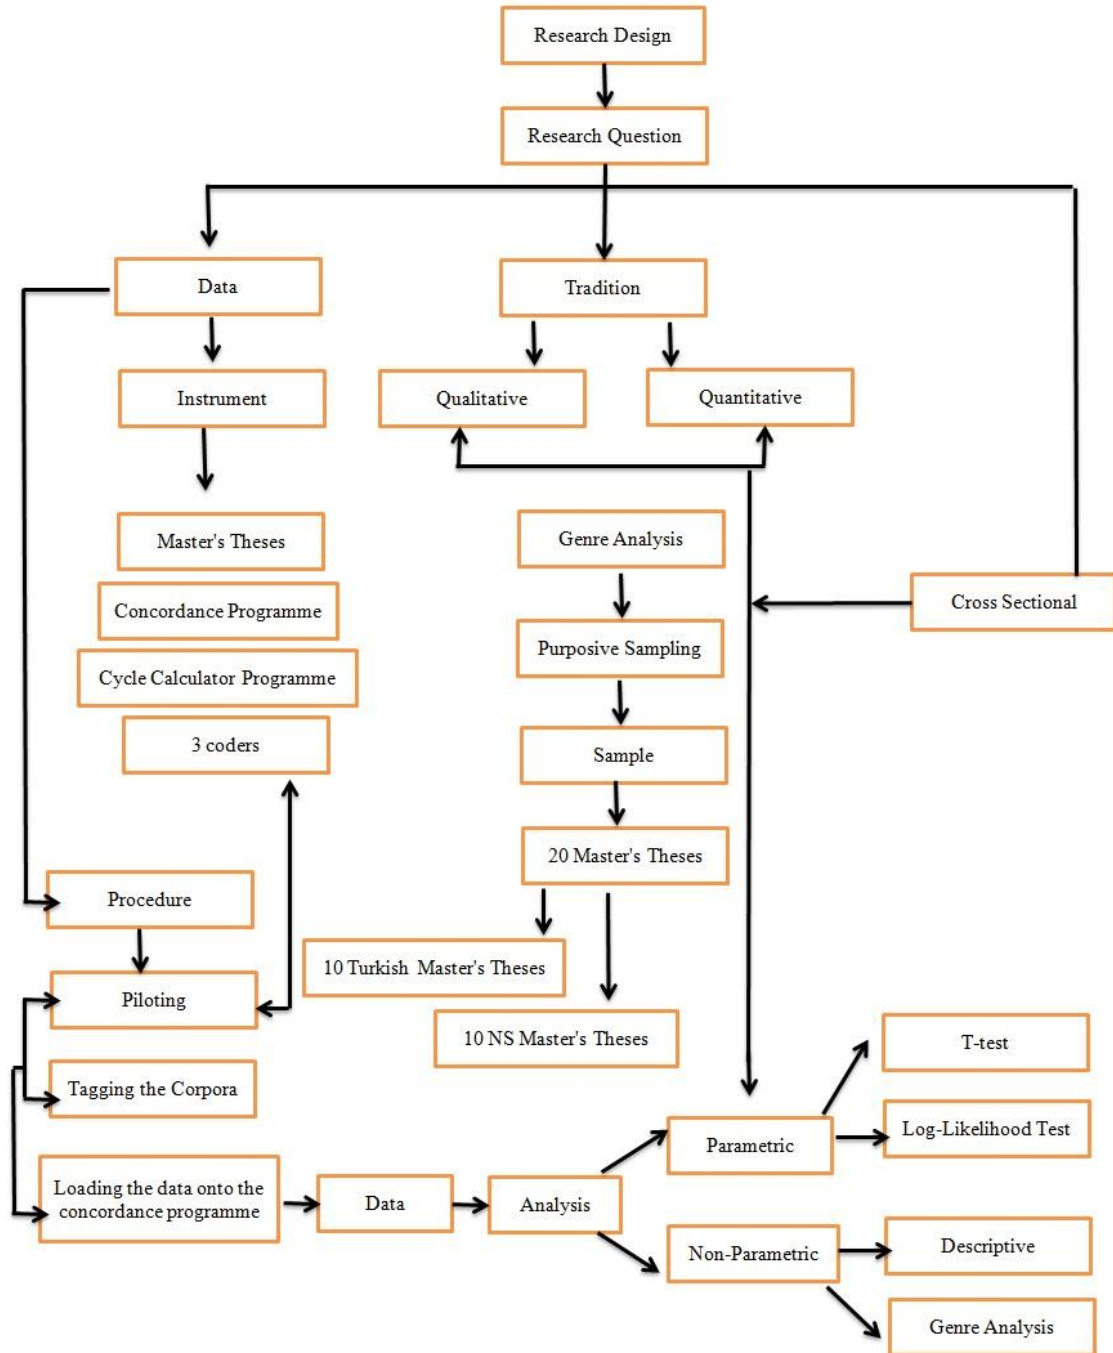 Research Design
Research Question
Data
Tradition
Instrument
Qualitative
Quantitative
Master's Theses
Genre Analysis
Concordance Programme
Cross Sectional
Purposive Sampling
Cycle Calculator Programme
3 coders
Sample
20 Master's Theses
Procedure
10 Turkish Master's Theses
Piloting
10 NS Master's Theses
T-test
Tagging the Corpora
Log-Likelihood Test
Parametric
Loading the data onto the
concordance programme
Data
Analysis
Non-Parametric
Descriptive
Genre Analysis